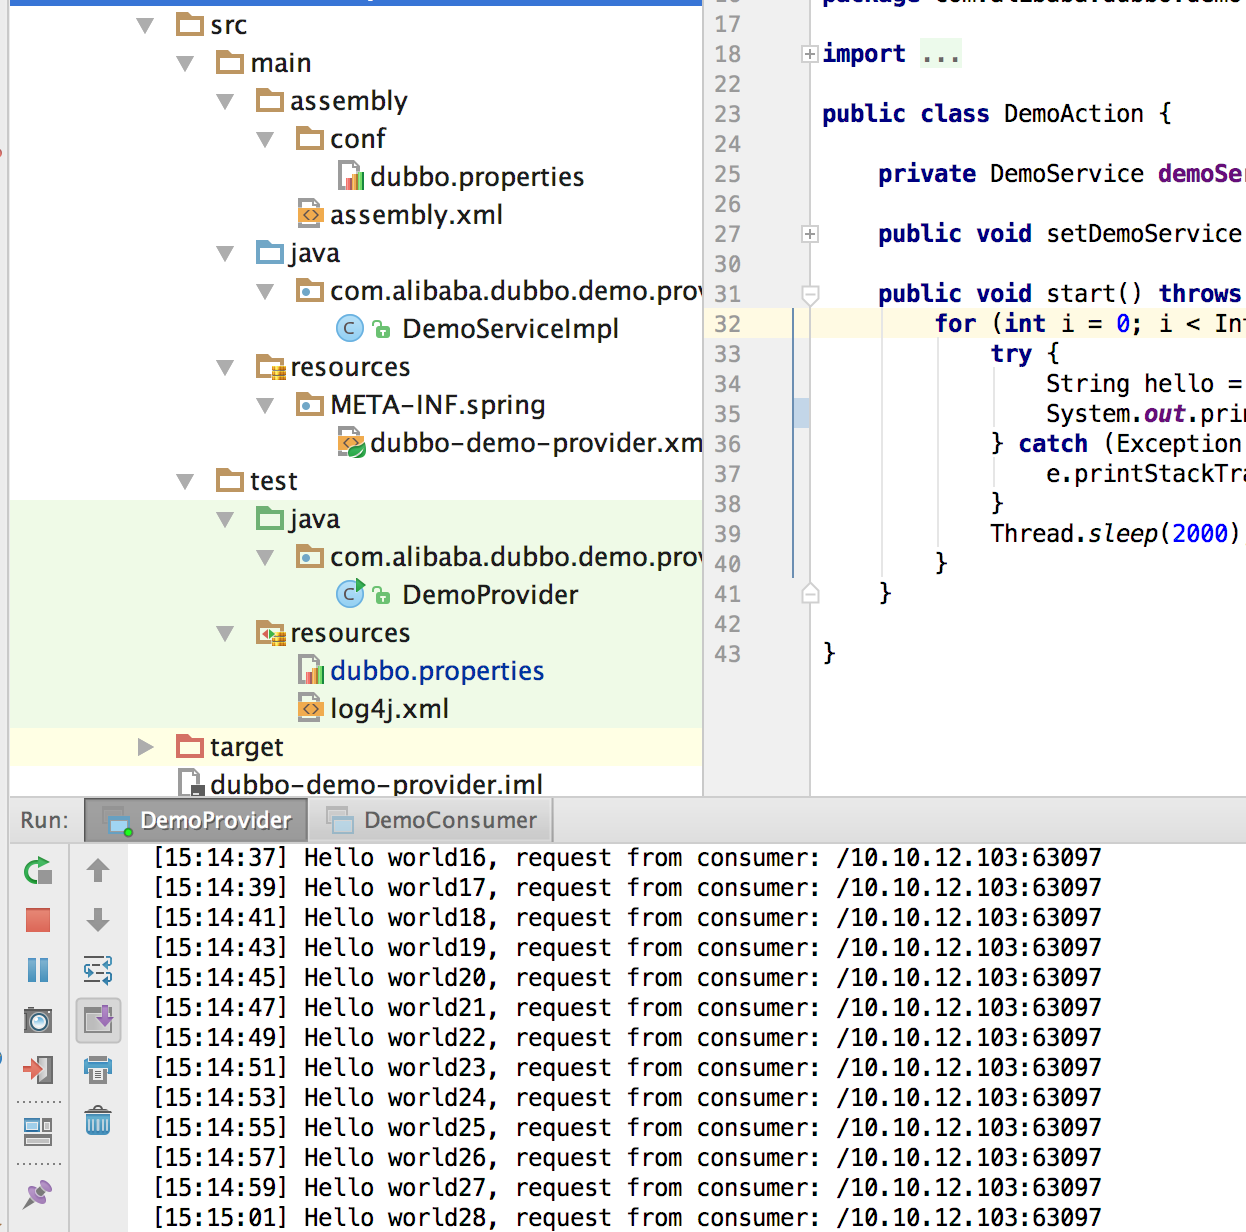 src
main
assembly
conf
dubbo.properties
assembly.xml
java
com.alibaba.dubbo.demo.prov
DemoServiceImpl
resources
META-INF.spring
dubbo-demo-provider.xm
test
java
com.alibaba.dubbo.demo.prov
DemoProvider
resources
dubbo.properties
log4j.xml
target
dubbo-demo-provider.iml
17
18 import ...
22
23 public class DemoAction {
24
25 private DemoService demoSer
26
27 public void setDemoService
30
31 public void start() throws
32 for (int i = 0; i < Int
33 try {
34 String hello =
35 System.out.prin
36 } catch (Exception
37 e.printStackTra
38 }
39 Thread.sleep(2000)
40 }
41 }
42
43 }
Run: DemoProvider DemoConsumer
[15:14:37] Hello world16, request from consumer: /10.10.12.103:63097
[15:14:39] Hello world17, request from consumer: /10.10.12.103:63097
[15:14:41] Hello world18, request from consumer: /10.10.12.103:63097
[15:14:43] Hello world19, request from consumer: /10.10.12.103:63097
[15:14:45] Hello world20, request from consumer: /10.10.12.103:63097
[15:14:47] Hello world21, request from consumer: /10.10.12.103:63097
[15:14:49] Hello world22, request from consumer: /10.10.12.103:63097
[15:14:51] Hello world23, request from consumer: /10.10.12.103:63097
[15:14:53] Hello world24, request from consumer: /10.10.12.103:63097
[15:14:55] Hello world25, request from consumer: /10.10.12.103:63097
[15:14:57] Hello world26, request from consumer: /10.10.12.103:63097
[15:14:59] Hello world27, request from consumer: /10.10.12.103:63097
[15:15:01] Hello world28, request from consumer: /10.10.12.103:63097